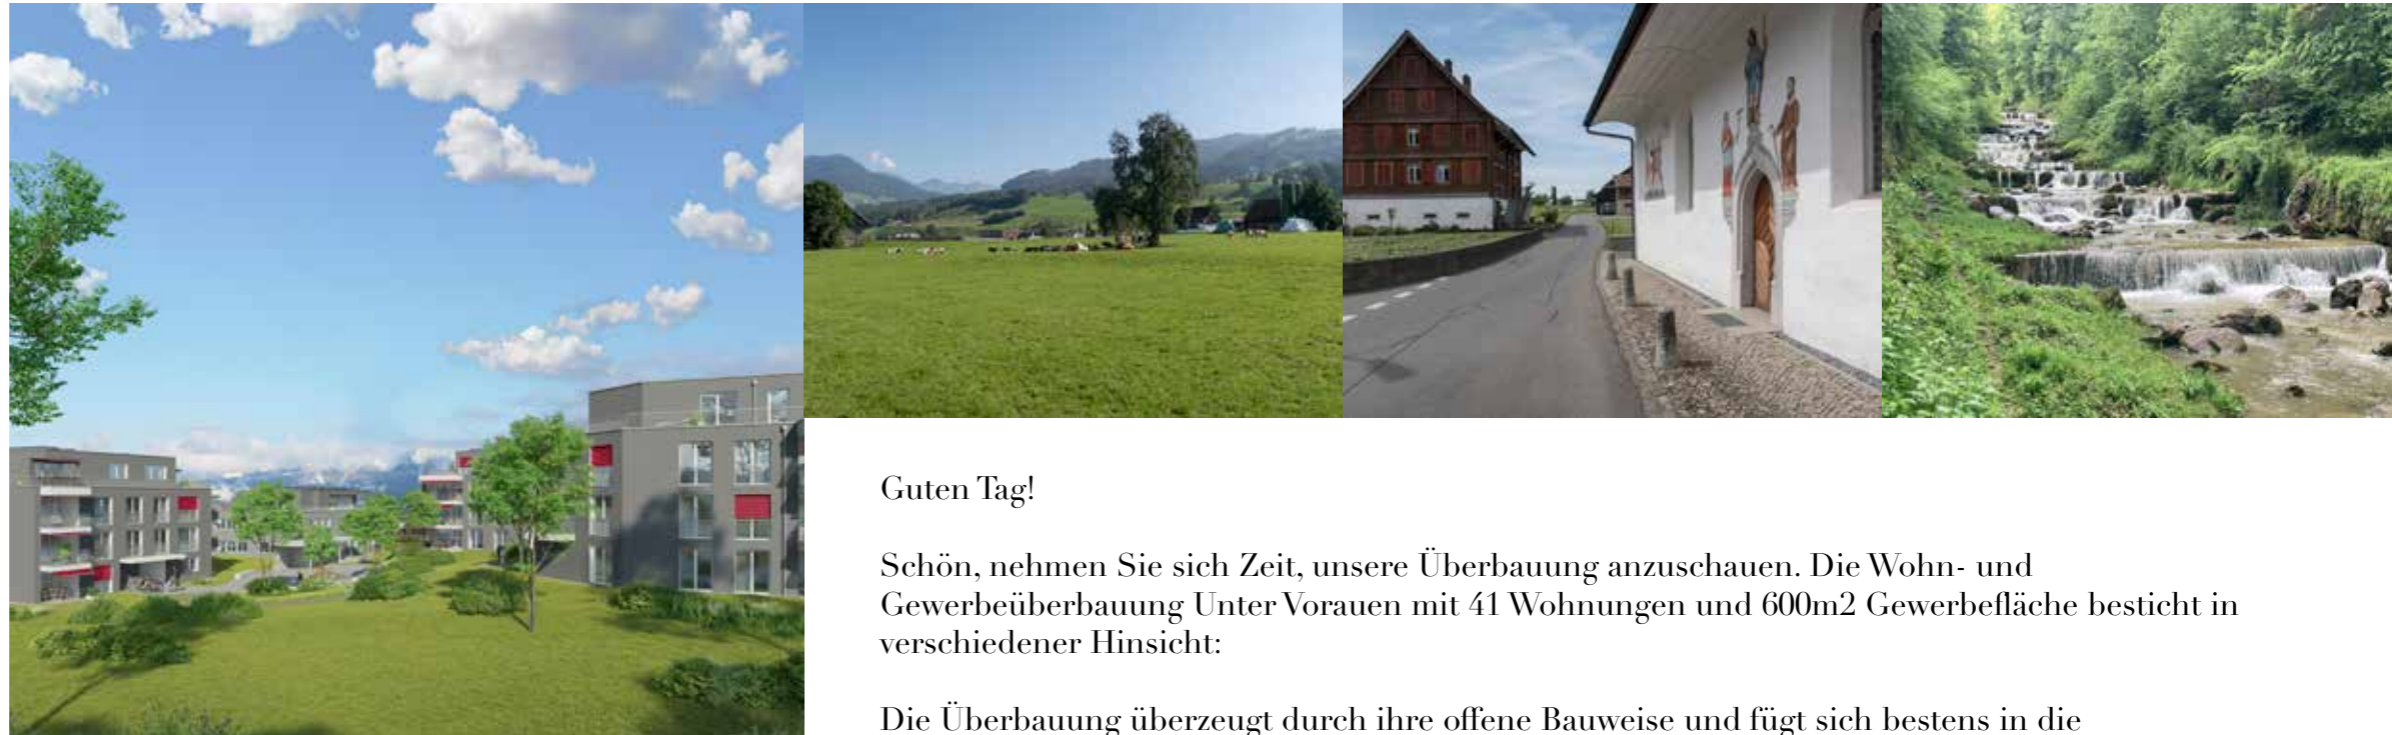 Guten Tag!
Schön, nehmen Sie sich Zeit, unsere Überbauung anzuschauen. Die Wohn- und
Gewerbeüberbauung Unter Vorauen mit 41 Wohnungen und 600m2 Gewerbefläche besticht in
verschiedener Hinsicht:
Die Überbauung überzeugt durch ihre offene Bauweise und fügt sich bestens in die